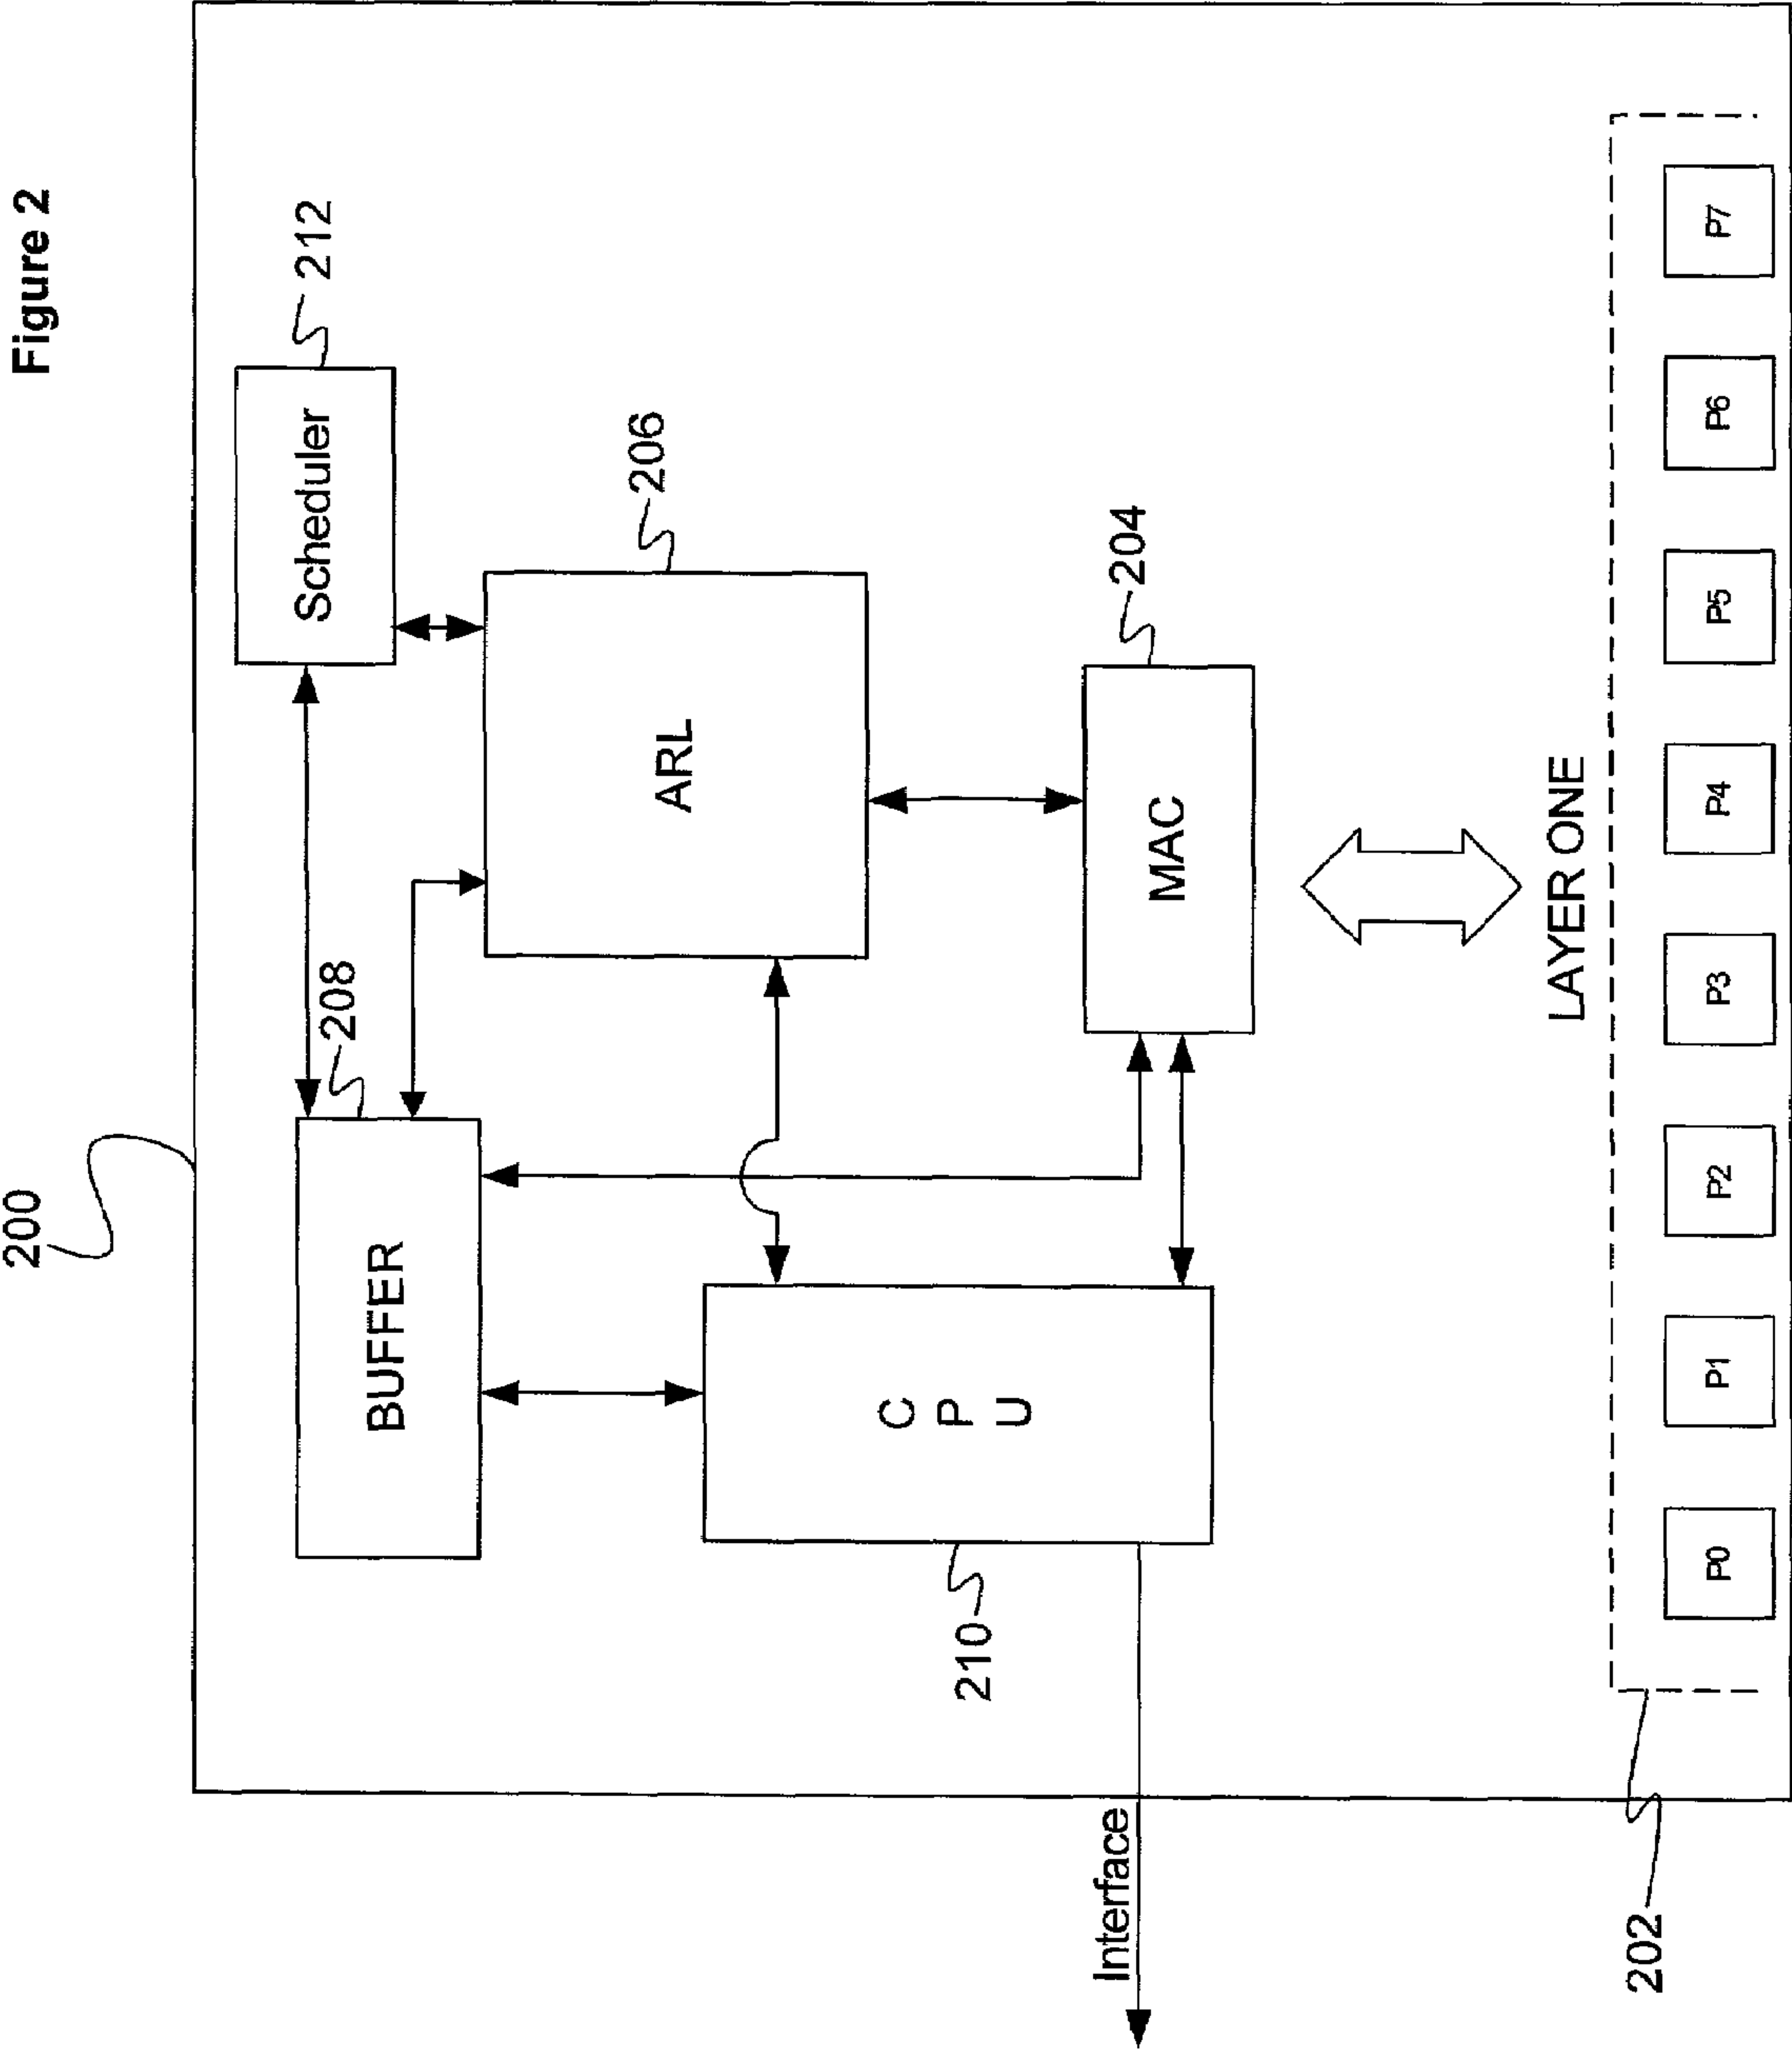 Figure 2
200
212
Scheduler
208
BUFFER
206
ARL
C
P
U
210
204
MAC
Interface
LAYER ONE
202
P0
P1
P2
P3
P4
P5
P6
P7